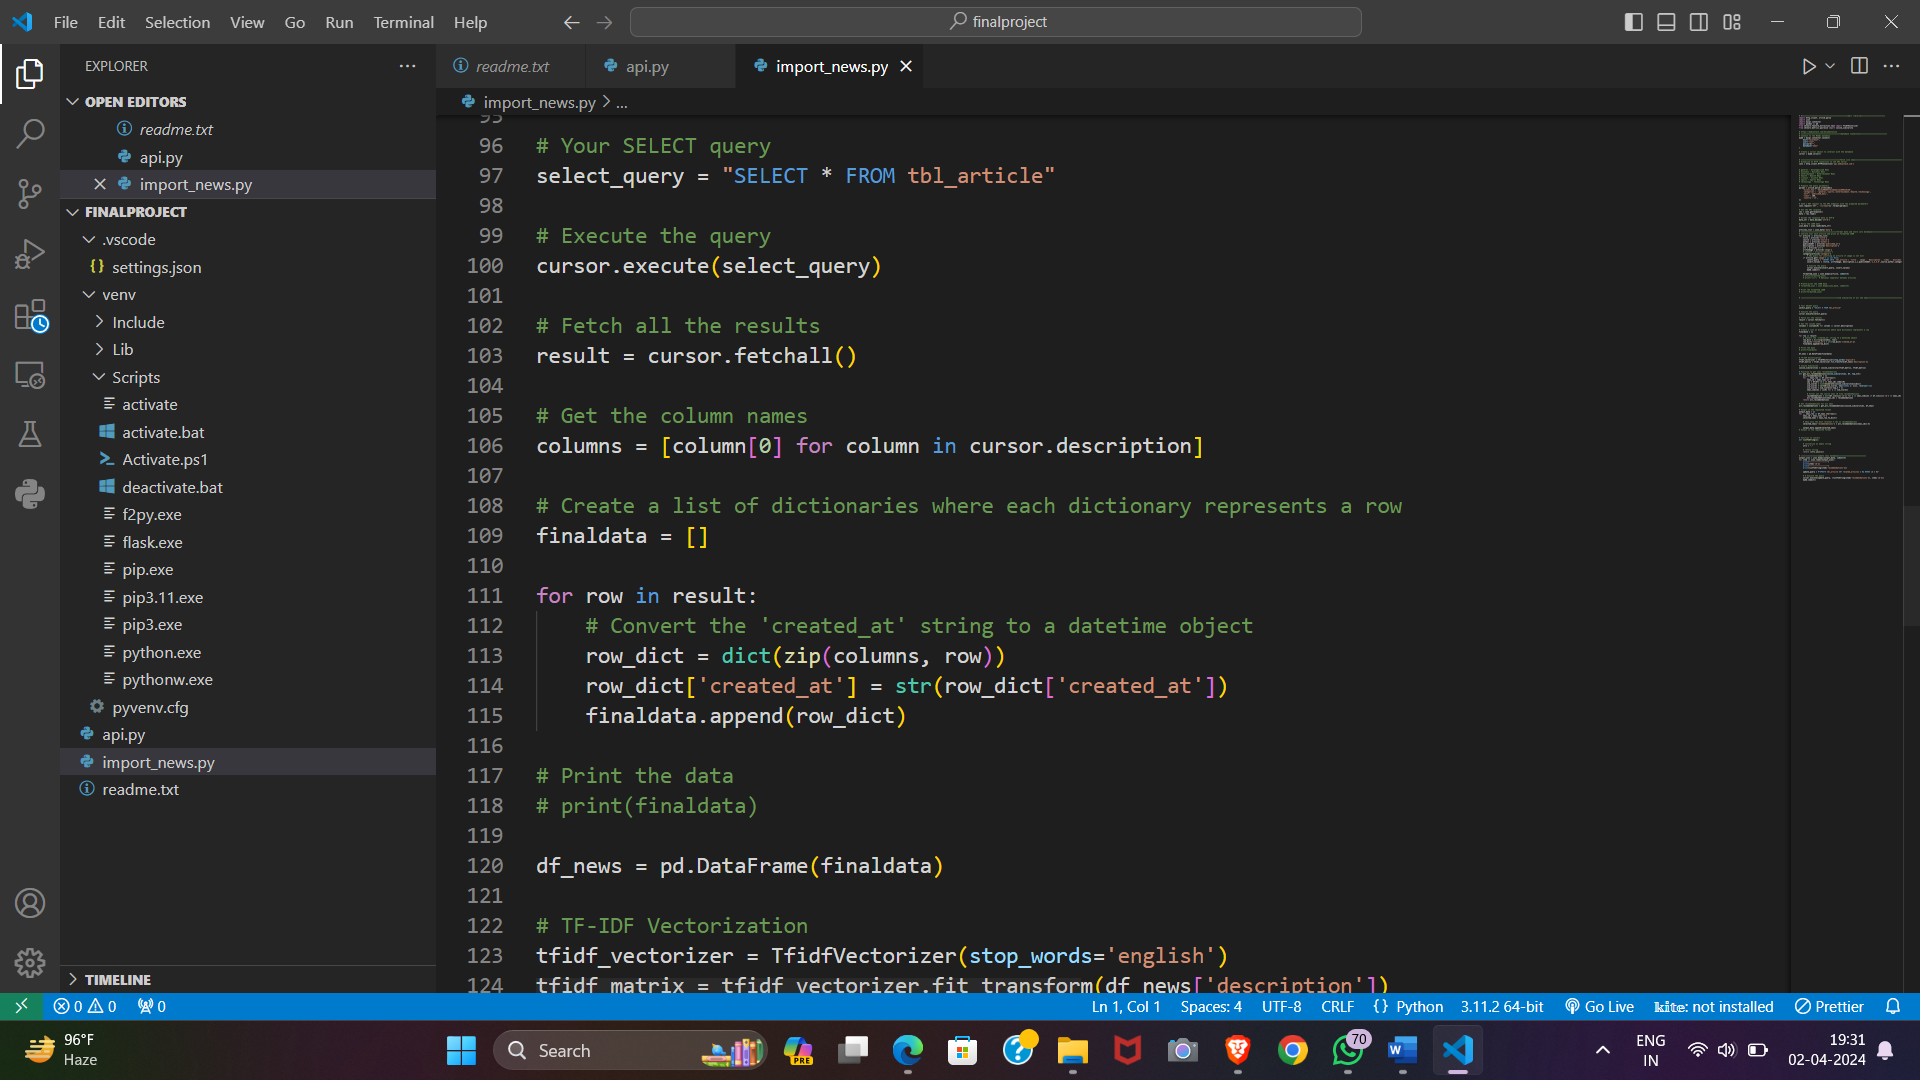 File Edit Selection View Go Run Terminal Help
finalproject
EXPLORER
OPEN EDITORS
readme.txt
api.py
import_news.py
FINALPROJECT
.vscode
settings.json
venv
Include
Lib
Scripts
activate
activate.bat
Activate.ps1
deactivate.bat
f2py.exe
flask.exe
pip.exe
pip3.11.exe
pip3.exe
python.exe
pythonw.exe
pyvenv.cfg
api.py
import_news.py
readme.txt
TIMELINE
readme.txt api.py import_news.py
import_news.py > ...
95
96 # Your SELECT query
97 select_query = "SELECT * FROM tbl_article"
98
99 # Execute the query
100 cursor.execute(select_query)
101
102 # Fetch all the results
103 result = cursor.fetchall()
104
105 # Get the column names
106 columns = [column[0] for column in cursor.description]
107
108 # Create a list of dictionaries where each dictionary represents a row
109 finaldata = []
110
111 for row in result:
112     # Convert the 'created_at' string to a datetime object
113     row_dict = dict(zip(columns, row))
114     row_dict['created_at'] = str(row_dict['created_at'])
115     finaldata.append(row_dict)
116
117 # Print the data
118 # print(finaldata)
119
120 df_news = pd.DataFrame(finaldata)
121
122 # TF-IDF Vectorization
123 tfidf_vectorizer = TfidfVectorizer(stop_words='english')
124 tfidf_matrix = tfidf_vectorizer.fit_transform(df_news['description'])
0 0 0 Ln 1, Col 1 Spaces: 4 UTF-8 CRLF {} Python 3.11.2 64-bit Go Live kite: not installed Prettier
96°F
Haze
Search
PRE
70
ENG
IN
19:31
02-04-2024